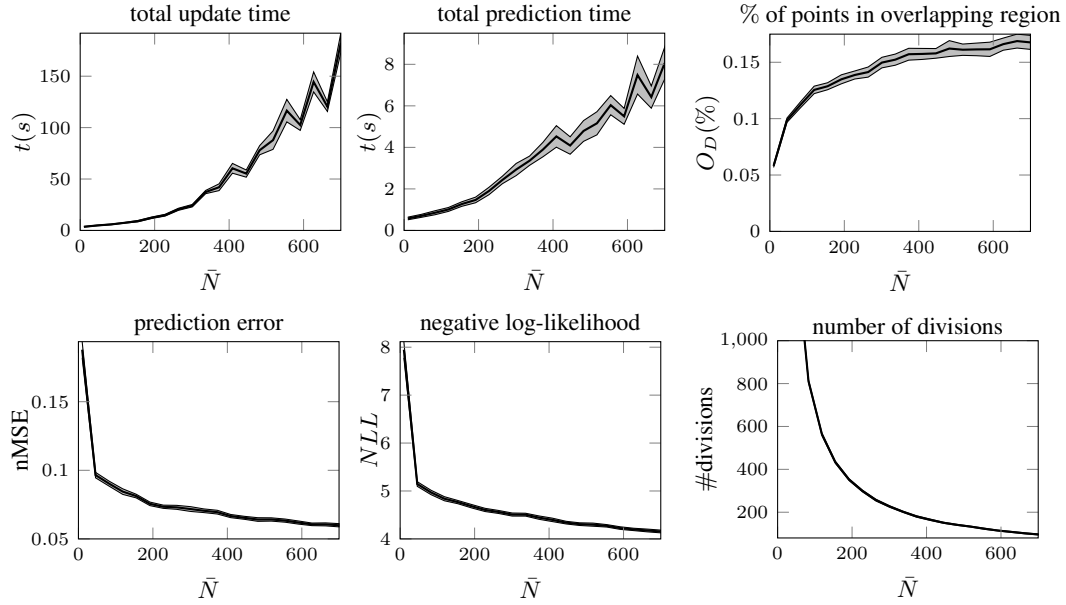 total update time
150
100
50
0
t(s)
0 200 400 600
N̄
total prediction time
8
6
4
2
0
t(s)
0 200 400 600
N̄
% of points in overlapping region
0.15
0.1
0.05
0
O_D(%)
0 200 400 600
N̄
prediction error
0.15
0.1
0.05
nMSE
0 200 400 600
N̄
negative log-likelihood
8
7
6
5
4
NLL
0 200 400 600
N̄
number of divisions
1,000
800
600
400
200
#divisions
0 200 400 600
N̄